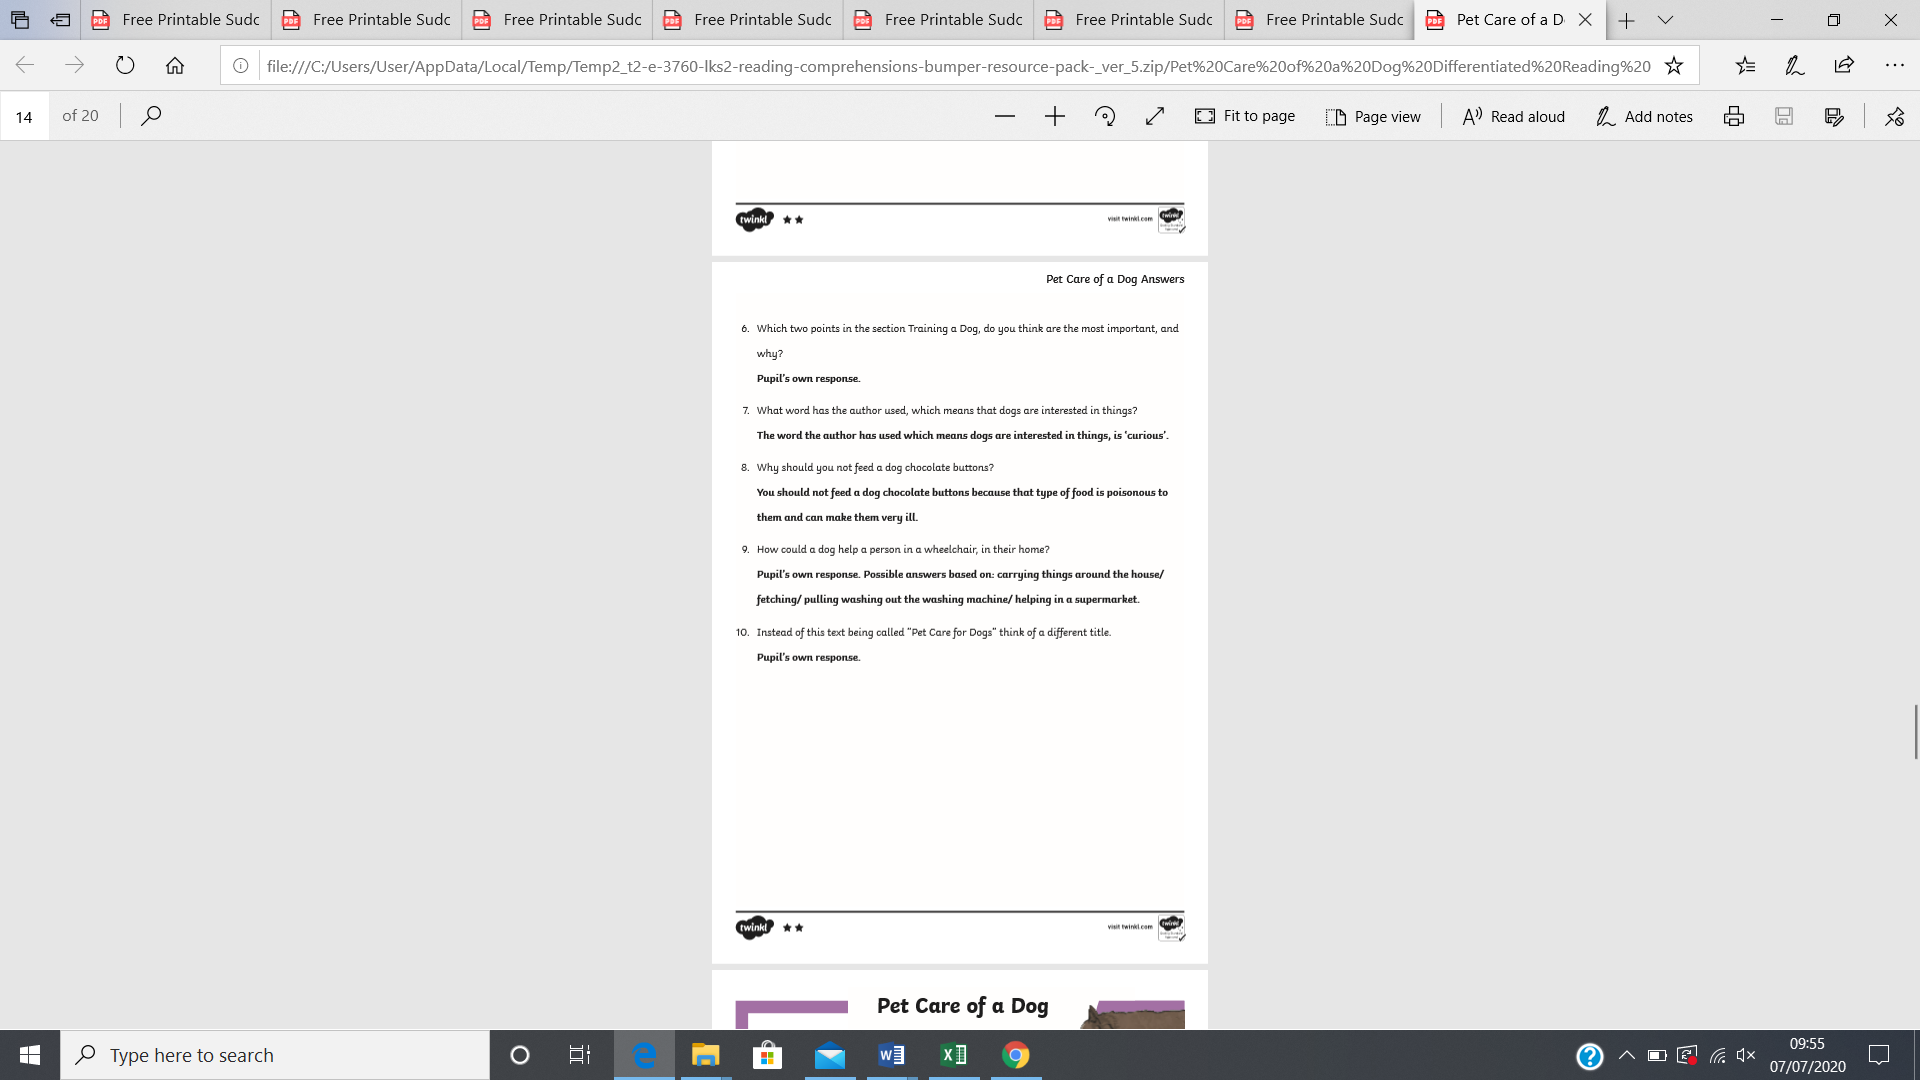 Free Printable Sudc
Free Printable Sudc
Free Printable Sudc
Free Printable Sudc
Free Printable Sudc
Free Printable Sudc
Free Printable Sudc
Pet Care of a D
file:///C:/Users/User/AppData/Local/Temp/Temp2_t2-e-3760-lks2-reading-comprehensions-bumper-resource-pack-_ver_5.zip/Pet%20Care%20of%20a%20Dog%20Differentiated%20Reading%20
14 of 20
Fit to page
Page view
Read aloud
Add notes
twinkl
visit twinkl.com
Pet Care of a Dog Answers
6. Which two points in the section Training a Dog, do you think are the most important, and
why?
Pupil's own response.
7. What word has the author used, which means that dogs are interested in things?
The word the author has used which means dogs are interested in things, is 'curious'.
8. Why should you not feed a dog chocolate buttons?
You should not feed a dog chocolate buttons because that type of food is poisonous to
them and can make them very ill.
9. How could a dog help a person in a wheelchair, in their home?
Pupil's own response. Possible answers based on: carrying things around the house/
fetching/ pulling washing out the washing machine/ helping in a supermarket.
10. Instead of this text being called "Pet Care for Dogs" think of a different title.
Pupil's own response.
twinkl
visit twinkl.com
Pet Care of a Dog
Type here to search
09:55
07/07/2020